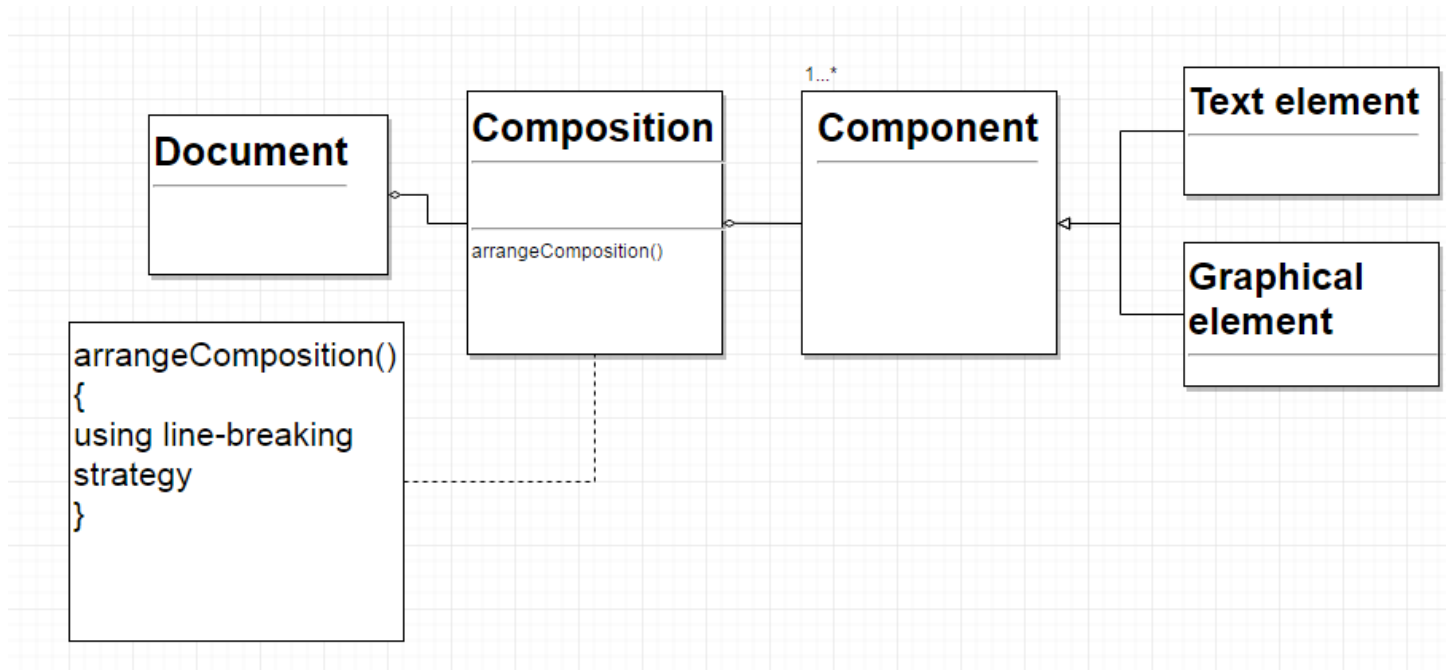 Document
Composition
arrangeComposition()
1...*
Component
Text element
Graphical
element
arrangeComposition()
{
using line-breaking
strategy
}